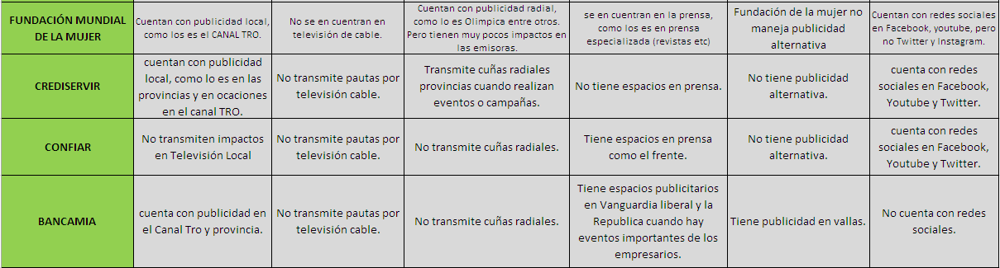 FUNDACIÓN MUNDIAL
DE LA MUJER
Cuentan con publicidad local,
como los es el CANAL TRO.
No se en cuentran en
televisión de cable.
Cuentan con publicidad radial,
como lo es Olimpica entre otros.
Pero tienen muy pocos impactos en
las emisoras.
se en cuentran en la prensa,
como los es en prensa
especializada (revistas etc)
Fundación de la mujer no
maneja publicidad
alternativa
Cuentan con redes sociales
en Facebook, youtube, pero
no Twitter y Instagram.
CREDISERVIR
cuentan con publicidad
local, como lo es en las
provincias y en ocaciones
en el canal TRO.
No transmite pautas por
televisión cable.
Transmite cuñas radiales
provincias cuando realizan
eventos o campañas.
No tiene espacios en prensa.
No tiene publicidad
alternativa.
cuenta con redes
sociales en Facebook,
Youtube y Twitter.
CONFIAR
No transmiten impactos
en Televisión Local
No transmite pautas por
televisión cable.
No transmite cuñas radiales.
Tiene espacios en prensa
como el frente.
No tiene publicidad
alternativa.
cuenta con redes
sociales en Facebook,
Youtube y Twitter.
BANCAMIA
cuenta con publicidad en
el Canal Tro y provincia.
No transmite pautas por
televisión cable.
No transmite cuñas radiales.
Tiene espacios publicitarios
en Vanguardia liberal y la
Republica cuando hay
eventos importantes de los
empresarios.
Tiene publicidad en vallas.
No cuenta con redes
sociales.